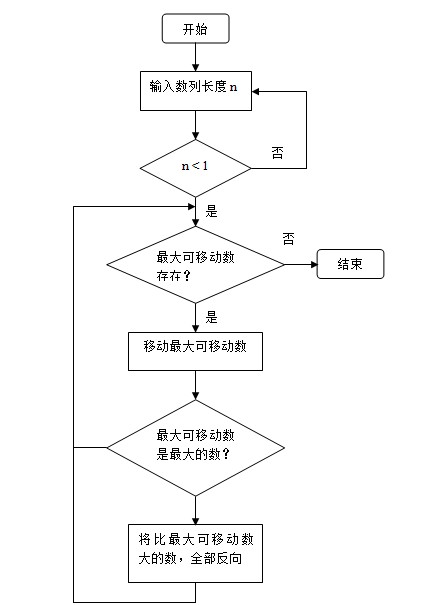 开始
输入数列长度 n
n < 1
否
是
最大可移动数
存在？
否
结束
是
移动最大可移动数
最大可移动数
是最大的数？
将比最大可移动数
大的数，全部反向